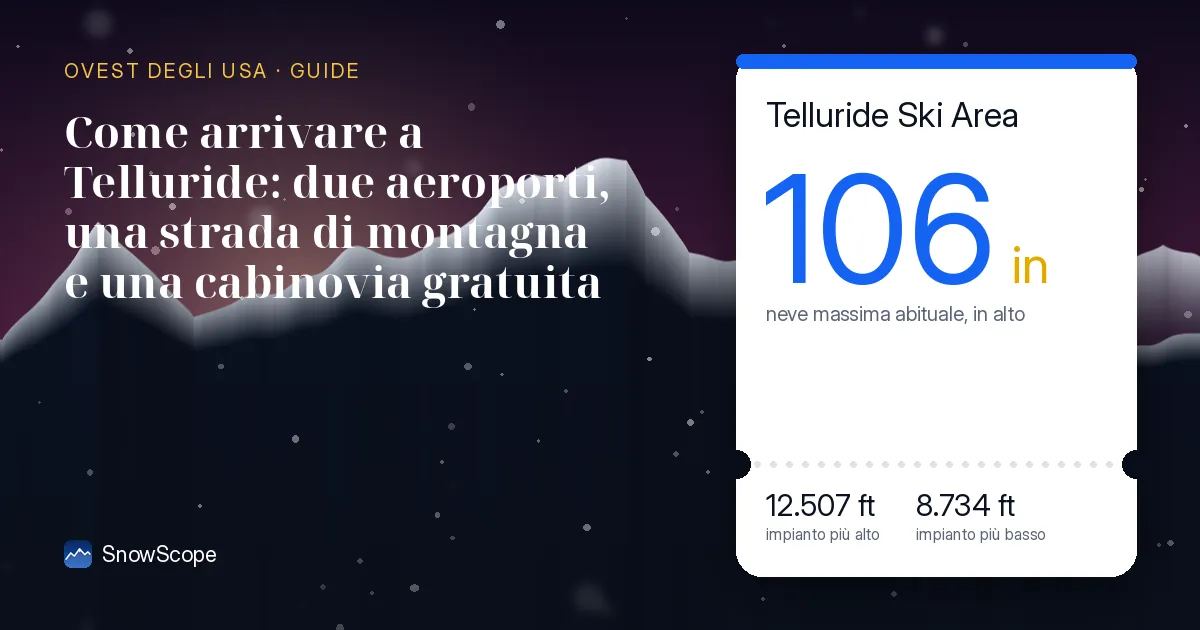 OVEST DEGLI USA · GUIDE
Come arrivare a
Telluride: due aeroporti,
una strada di montagna
e una cabinovia gratuita
SnowScope
Telluride Ski Area
106 in
neve massima abituale, in alto
12.507 ft
impianto più alto
8.734 ft
impianto più basso